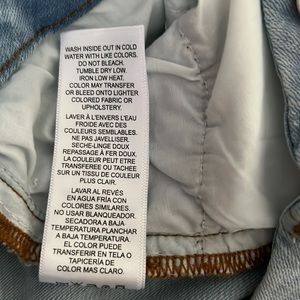 WASH INSIDE OUT IN COLD
WATER WITH LIKE COLORS.
DO NOT BLEACH.
TUMBLE DRY LOW.
IRON LOW HEAT.
COLOR MAY TRANSFER
OR BLEED ONTO LIGHTER
COLORED FABRIC OR
UPHOLSTERY.
LAVER À L'ENVERS L'EAU
FROIDE AVEC DES
COULEURS SEMBLABLES.
NE PAS JAVELLISER.
SÈCHE-LINGE DOUX
REPASSAGE À FER DOUX.
LA COULEUR PEUT ETRE
TRANSFEREE OU TACHER
SUR UN TISSU DE COULEUR
PLUS CLAIR.
LAVAR AL REVÉS
EN AGUA FRÍA CON
COLORES SIMILARES.
NO USAR BLANQUEADOR.
SECADORA A BAJA
TEMPERATURA PLANCHAR
A BAJA TEMPERATURA.
EL COLOR PUEDE
TRANSFERIR EN TELA O
TAPICERÍA DE
COLOR MAS CLARO.